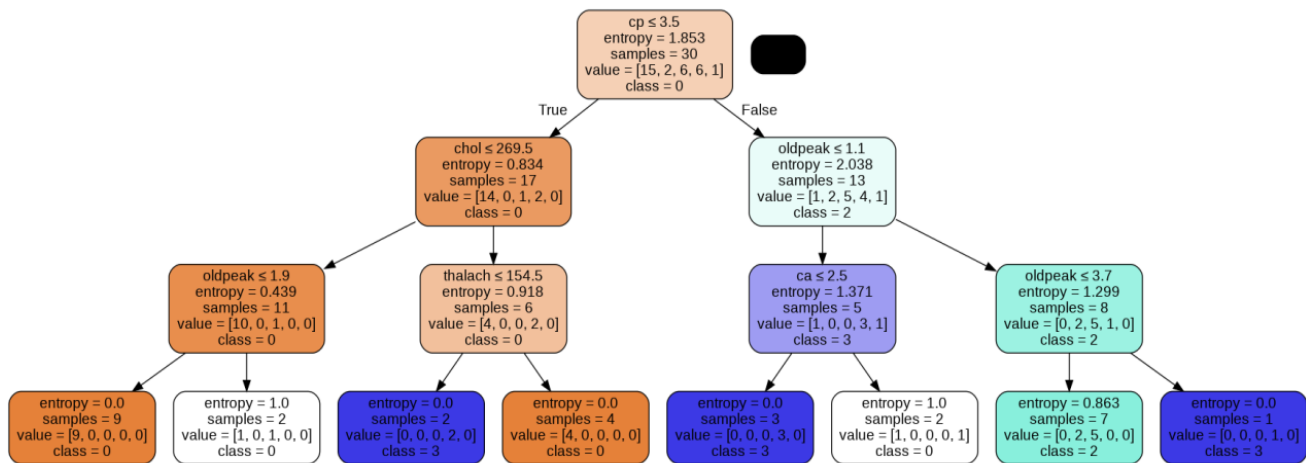 cp ≤ 3.5
entropy = 1.853
samples = 30
value = [15, 2, 6, 6, 1]
class = 0
True
False
chol ≤ 269.5
entropy = 0.834
samples = 17
value = [14, 0, 1, 2, 0]
class = 0
oldpeak ≤ 1.1
entropy = 2.038
samples = 13
value = [1, 2, 5, 4, 1]
class = 2
oldpeak ≤ 1.9
entropy = 0.439
samples = 11
value = [10, 0, 1, 0, 0]
class = 0
thalach ≤ 154.5
entropy = 0.918
samples = 6
value = [4, 0, 0, 2, 0]
class = 0
ca ≤ 2.5
entropy = 1.371
samples = 5
value = [1, 0, 0, 3, 1]
class = 3
oldpeak ≤ 3.7
entropy = 1.299
samples = 8
value = [0, 2, 5, 1, 0]
class = 2
entropy = 0.0
samples = 9
value = [9, 0, 0, 0, 0]
class = 0
entropy = 1.0
samples = 2
value = [1, 0, 1, 0, 0]
class = 0
entropy = 0.0
samples = 2
value = [0, 0, 0, 2, 0]
class = 3
entropy = 0.0
samples = 4
value = [4, 0, 0, 0, 0]
class = 0
entropy = 0.0
samples = 3
value = [0, 0, 0, 3, 0]
class = 3
entropy = 1.0
samples = 2
value = [1, 0, 0, 0, 1]
class = 0
entropy = 0.863
samples = 7
value = [0, 2, 5, 0, 0]
class = 2
entropy = 0.0
samples = 1
value = [0, 0, 0, 1, 0]
class = 3